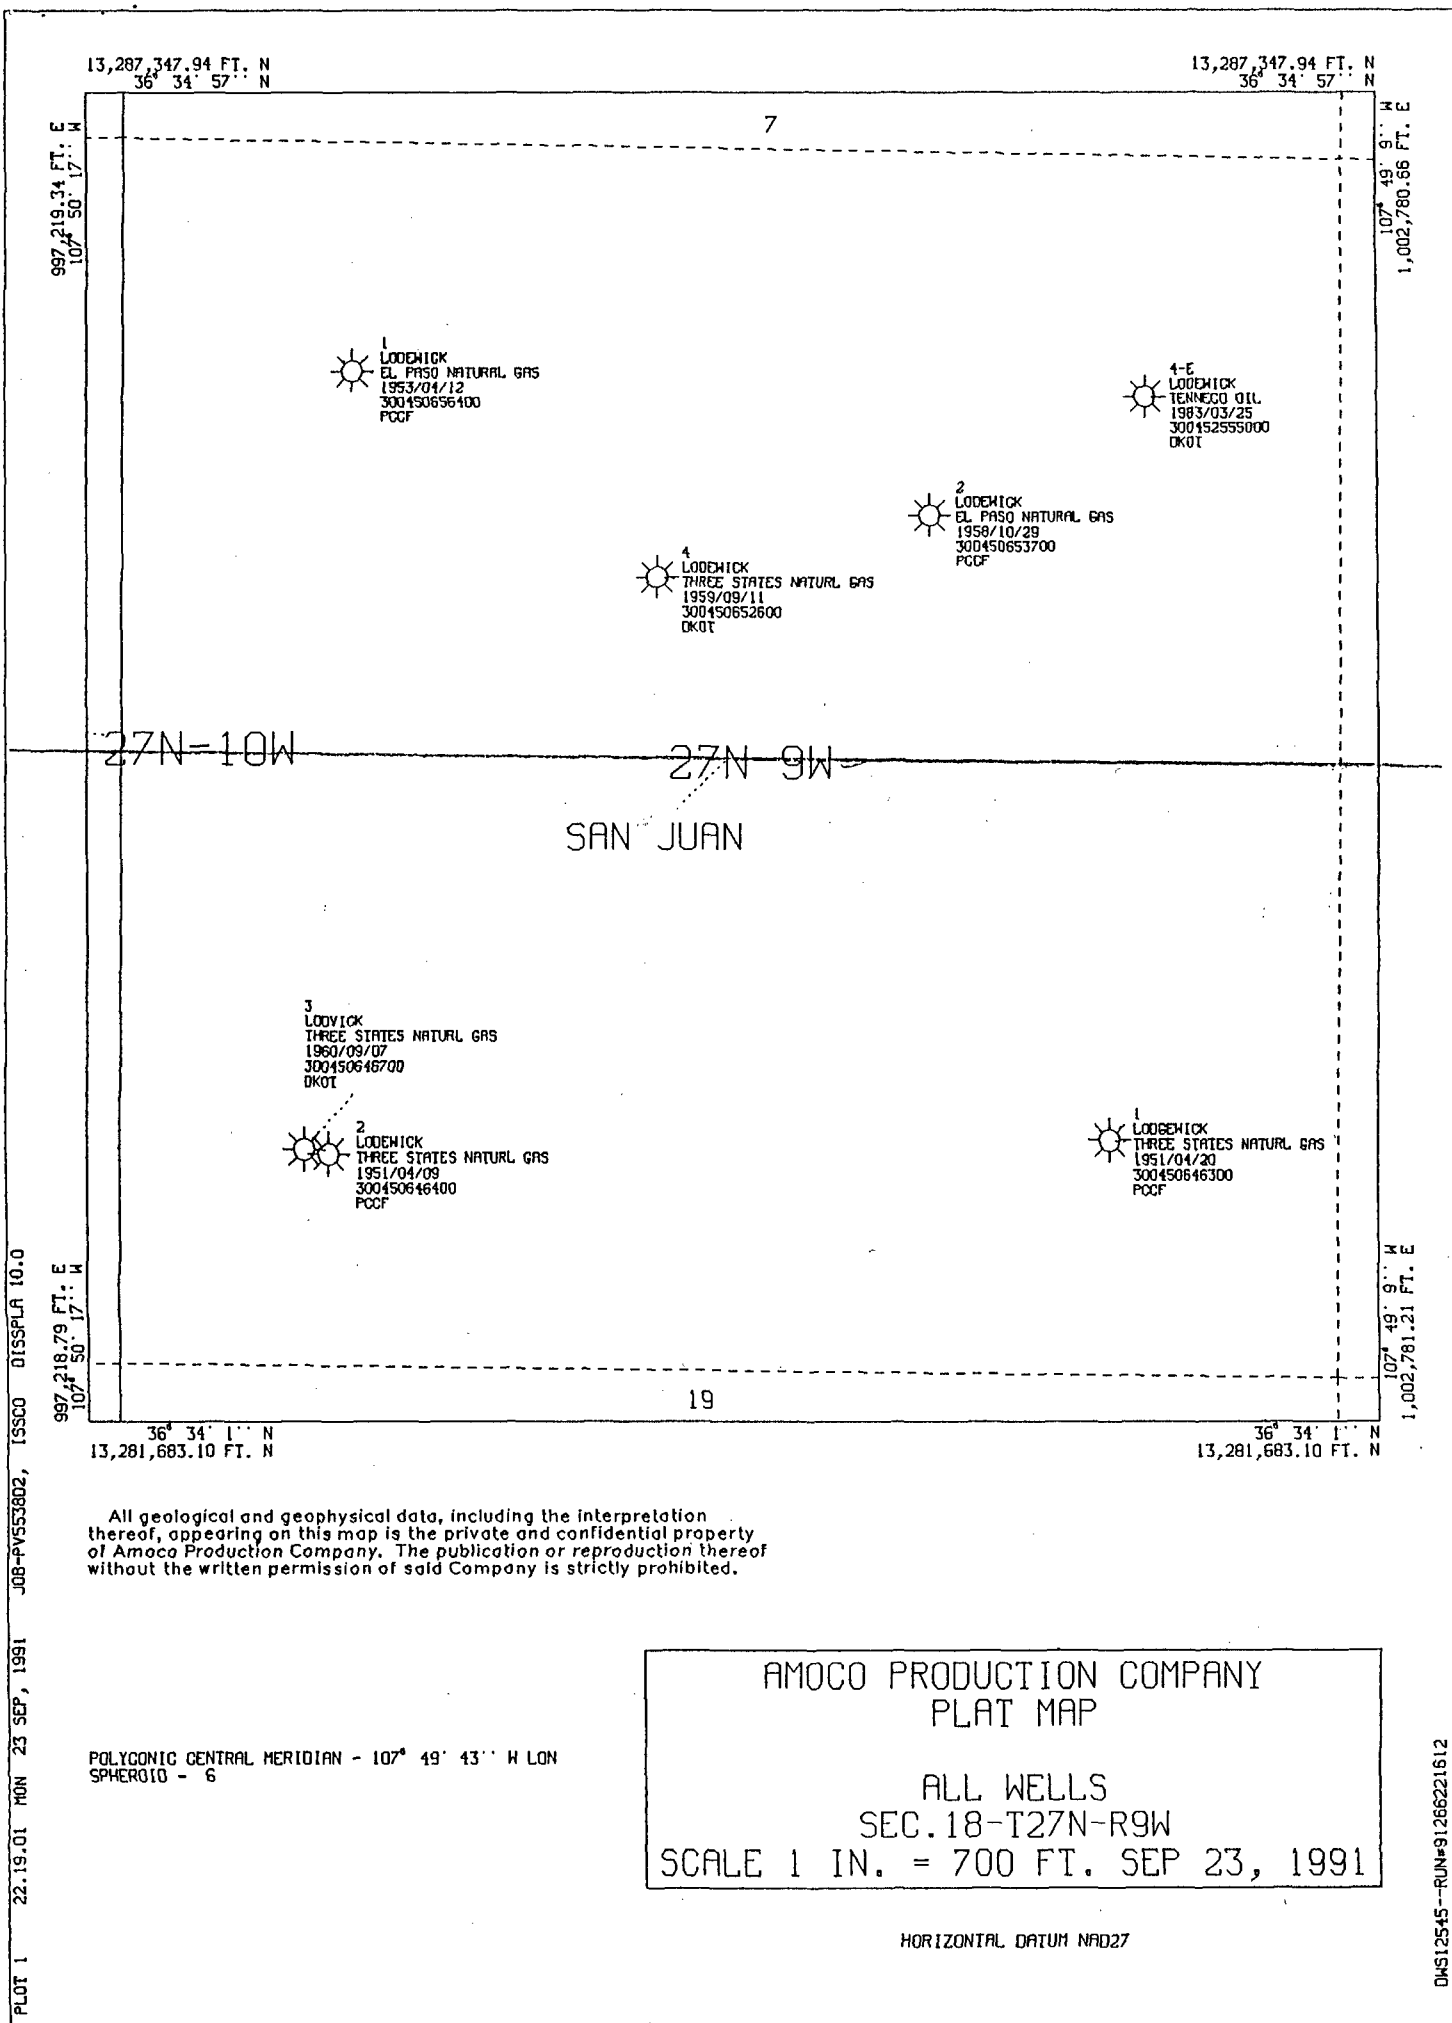 13,287,347.94 FT. N
36° 34' 57'' N
13,287,347.94 FT. N
36° 34' 57'' N
997,219.34 FT. E
107° 50' 17'' W
107° 49' 9'' W
1,002,780.66 FT. E
7
1
LODEWICK
EL PASO NATURAL GAS
1953/04/12
300450656400
PCCF
4-E
LODEWICK
TENNECO OIL
1983/03/25
300452555000
DKOT
2
LODEWICK
EL PASO NATURAL GAS
1958/10/29
300450653700
PCCF
4
LODEWICK
THREE STATES NATURL GAS
1959/09/11
300450652600
DKOT
27N-10W
27N-9W
SAN JUAN
3
LODVICK
THREE STATES NATURL GAS
1960/09/07
300450646700
DKOT
2
LODEWICK
THREE STATES NATURL GAS
1951/04/09
300450646400
PCCF
1
LODGEWICK
THREE STATES NATURL GAS
1951/04/20
300450646300
PCCF
997,218.79 FT. E
107° 50' 17'' W
107° 49' 9'' W
1,002,781.21 FT. E
19
36° 34' 1'' N
13,281,683.10 FT. N
36° 34' 1'' N
13,281,683.10 FT. N
All geological and geophysical data, including the interpretation
thereof, appearing on this map is the private and confidential property
of Amoco Production Company. The publication or reproduction thereof
without the written permission of said Company is strictly prohibited.
POLYCONIC CENTRAL MERIDIAN - 107° 49' 43'' W LON
SPHEROID - 6
AMOCO PRODUCTION COMPANY
PLAT MAP
ALL WELLS
SEC.18-T27N-R9W
SCALE 1 IN. = 700 FT. SEP 23, 1991
HORIZONTAL DATUM NAD27
PLOT 1 22.19.01 MON 23 SEP, 1991 JOB-PV5538D2, ISSCO DISSPLA 10.0
DWS12545--RUN#9126622161​2